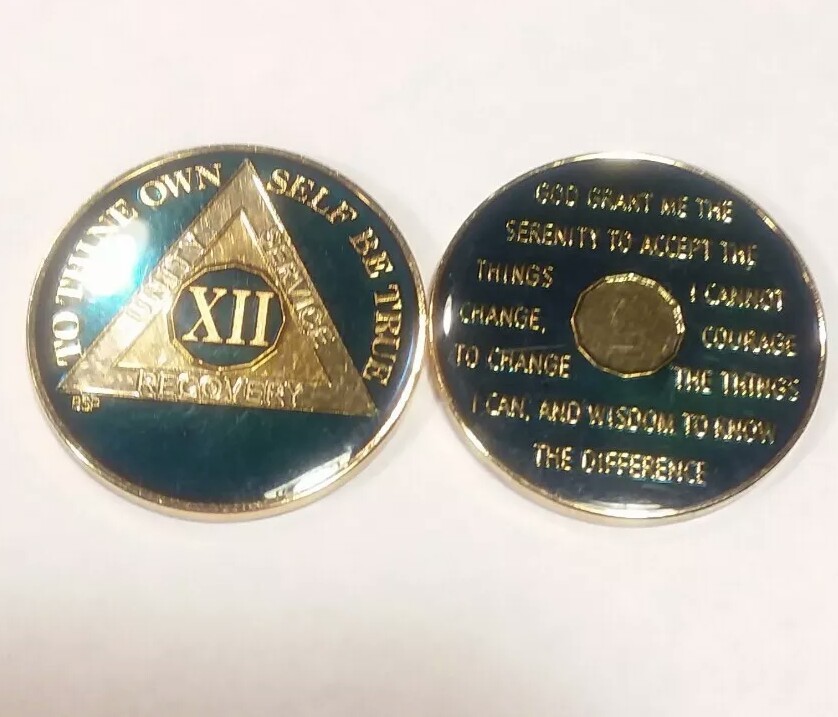 TO THINE OWN SELF BE TRUE
UNITY
SERVICE
XII
RECOVERY
BSP
GOD GRANT ME THE
SERENITY TO ACCEPT THE
THINGS I CANNOT
CHANGE, COURAGE
TO CHANGE THE THINGS
I CAN, AND WISDOM TO KNOW
THE DIFFERENCE